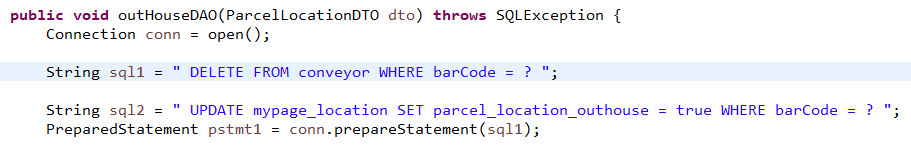 public void outHouseDAO(ParcelLocationDTO dto) throws SQLException {
Connection conn = open();
String sql1 = " DELETE FROM conveyor WHERE barCode = ? ";
String sql2 = " UPDATE mypage_location SET parcel_location_outhouse = true WHERE barCode = ? ";
PreparedStatement pstmt1 = conn.prepareStatement(sql1);